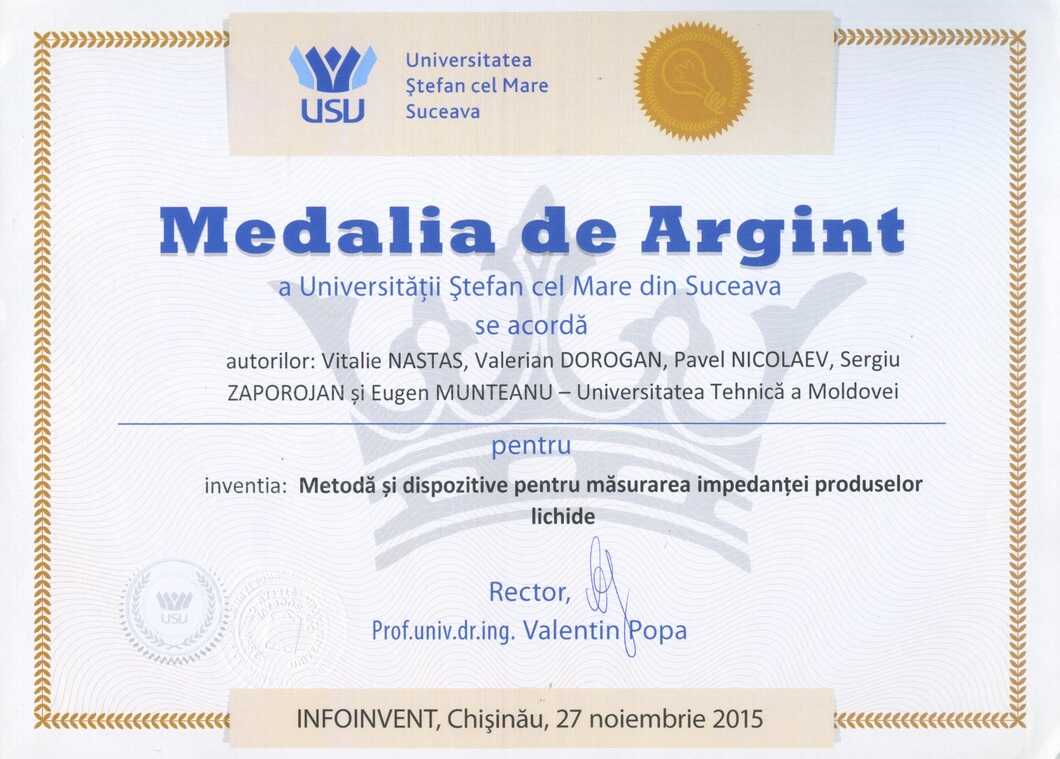 USU
Universitatea
Ştefan cel Mare
Suceava
Medalia de Argint
a Universităţii Ştefan cel Mare din Suceava
se acordă
autorilor: Vitalie NASTAS, Valerian DOROGAN, Pavel NICOLAEV, Sergiu
ZAPOROJAN și Eugen MUNTEANU – Universitatea Tehnică a Moldovei
pentru
inventia: Metodă și dispozitive pentru măsurarea impedanței produselor
lichide
Rector,
Prof.univ.dr.ing. Valentin Popa
USU
INFOINVENT, Chişinău, 27 noiembrie 2015